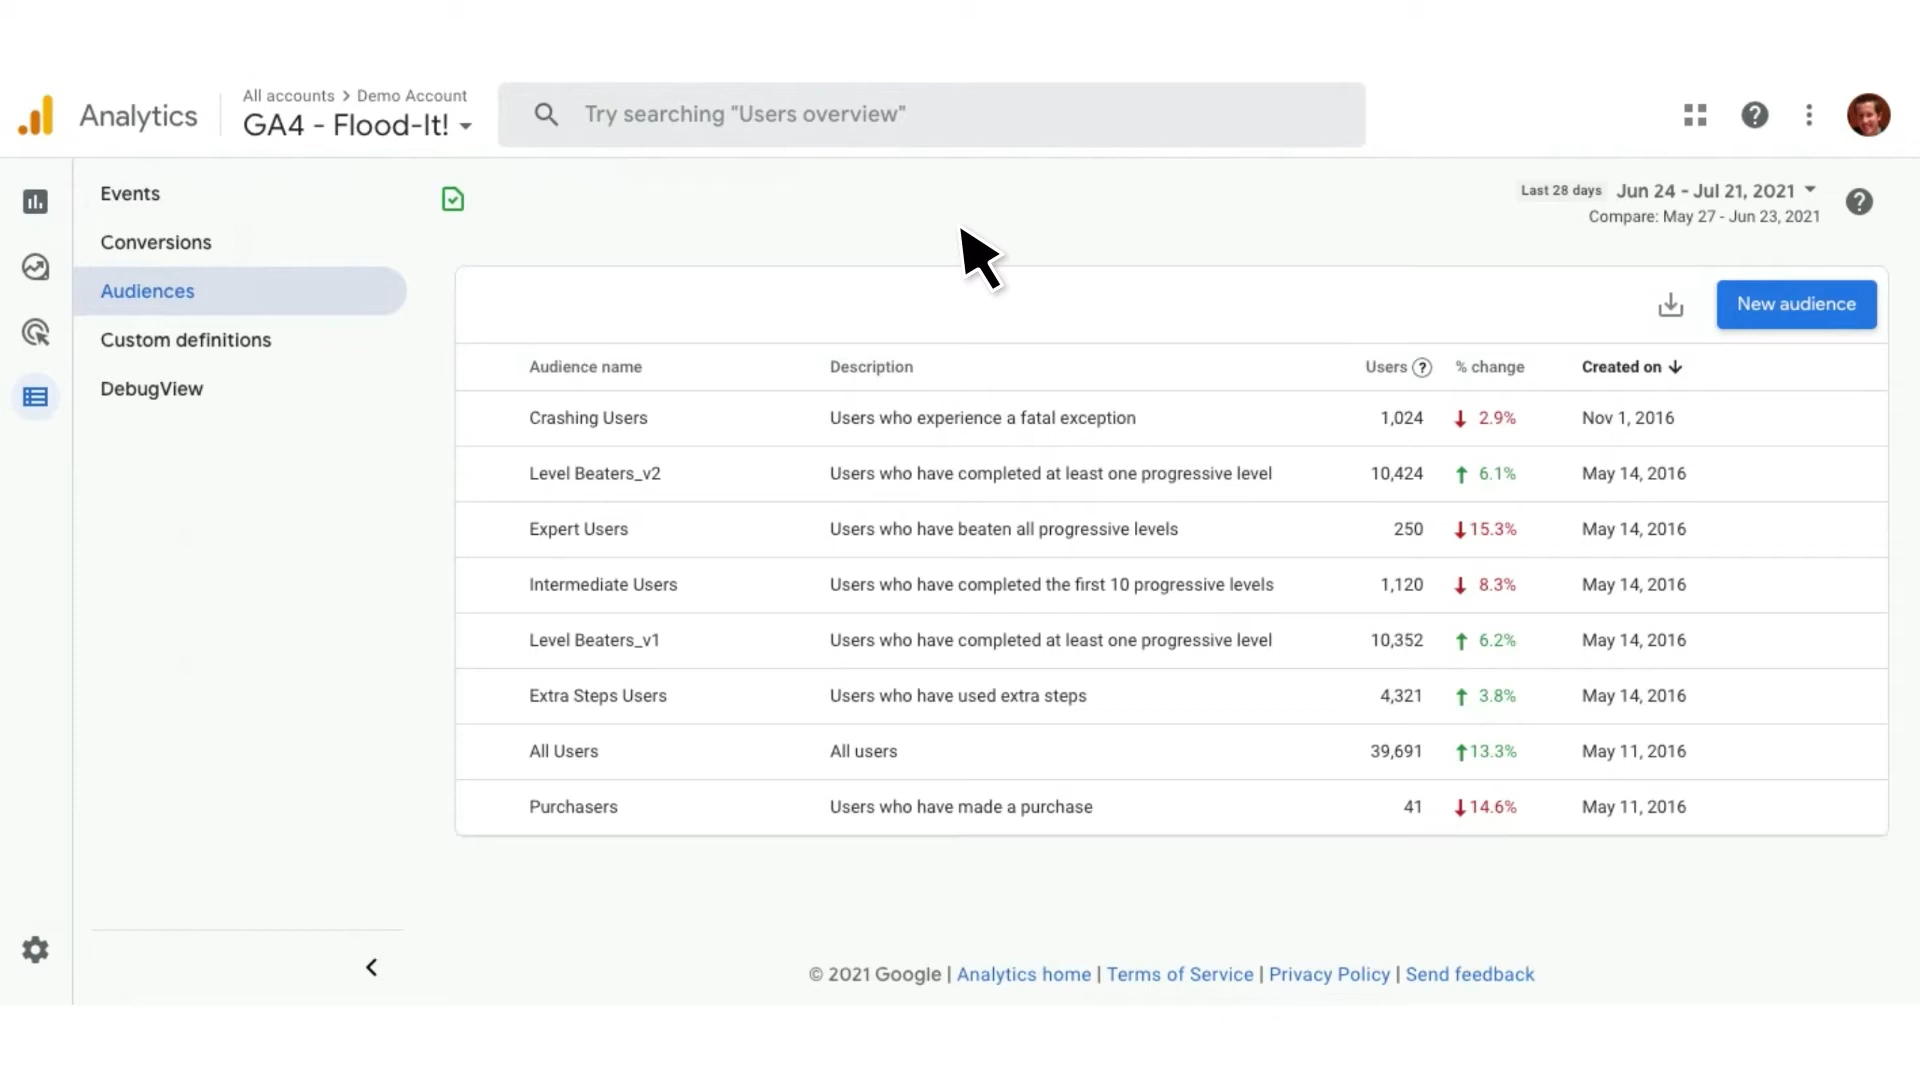 Analytics
All accounts > Demo Account
GA4 - Flood-It!
Try searching "Users overview"
Events
Conversions
Audiences
Custom definitions
DebugView
Last 28 days Jun 24 - Jul 21, 2021
Compare: May 27 - Jun 23, 2021
New audience
Audience name Description Users % change Created on
Crashing Users Users who experience a fatal exception 1,024 2.9% Nov 1, 2016
Level Beaters_v2 Users who have completed at least one progressive level 10,424 6.1% May 14, 2016
Expert Users Users who have beaten all progressive levels 250 15.3% May 14, 2016
Intermediate Users Users who have completed the first 10 progressive levels 1,120 8.3% May 14, 2016
Level Beaters_v1 Users who have completed at least one progressive level 10,352 6.2% May 14, 2016
Extra Steps Users Users who have used extra steps 4,321 3.8% May 14, 2016
All Users All users 39,691 13.3% May 11, 2016
Purchasers Users who have made a purchase 41 14.6% May 11, 2016
© 2021 Google | Analytics home | Terms of Service | Privacy Policy | Send feedback